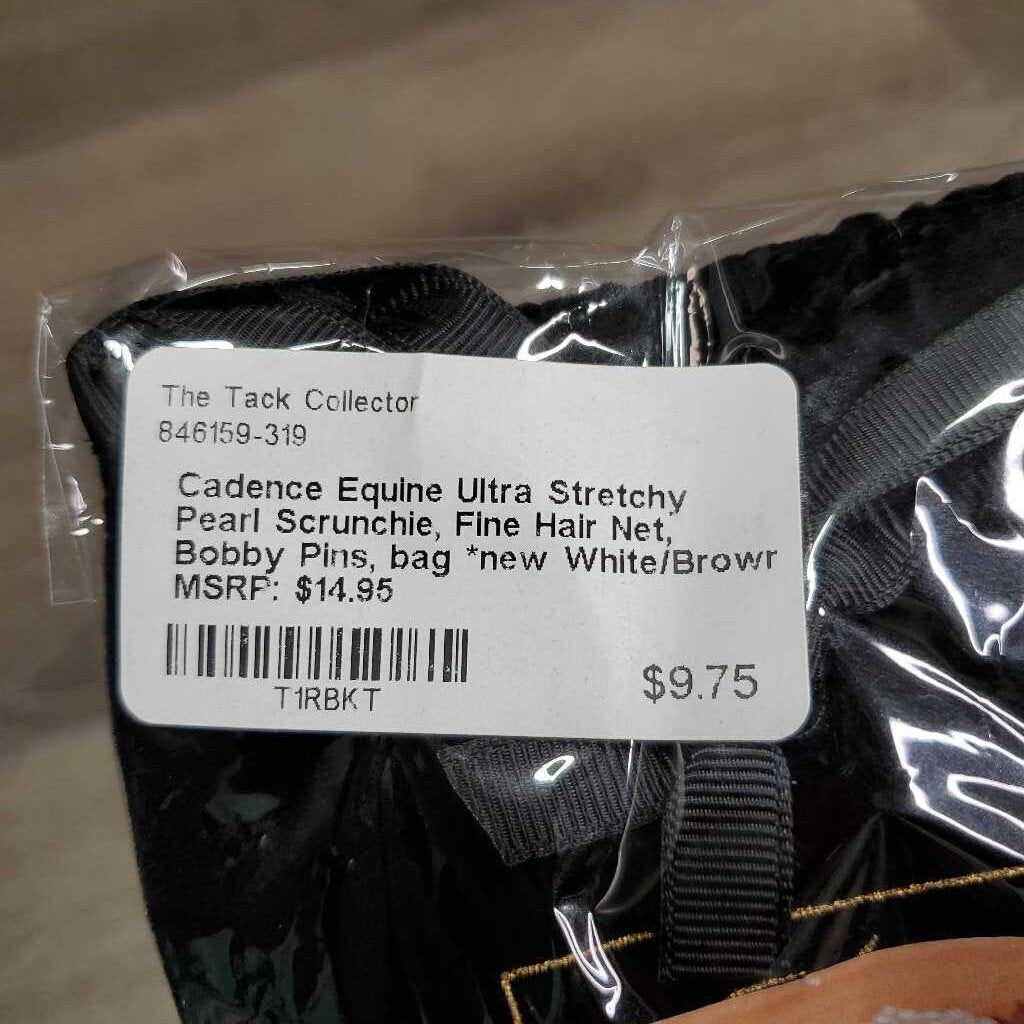 The Tack Collector
846159-319
Cadence Equine Ultra Stretchy
Pearl Scrunchie, Fine Hair Net,
Bobby Pins, bag *new White/Brown
MSRP: $14.95
T1RBKT
$9.75